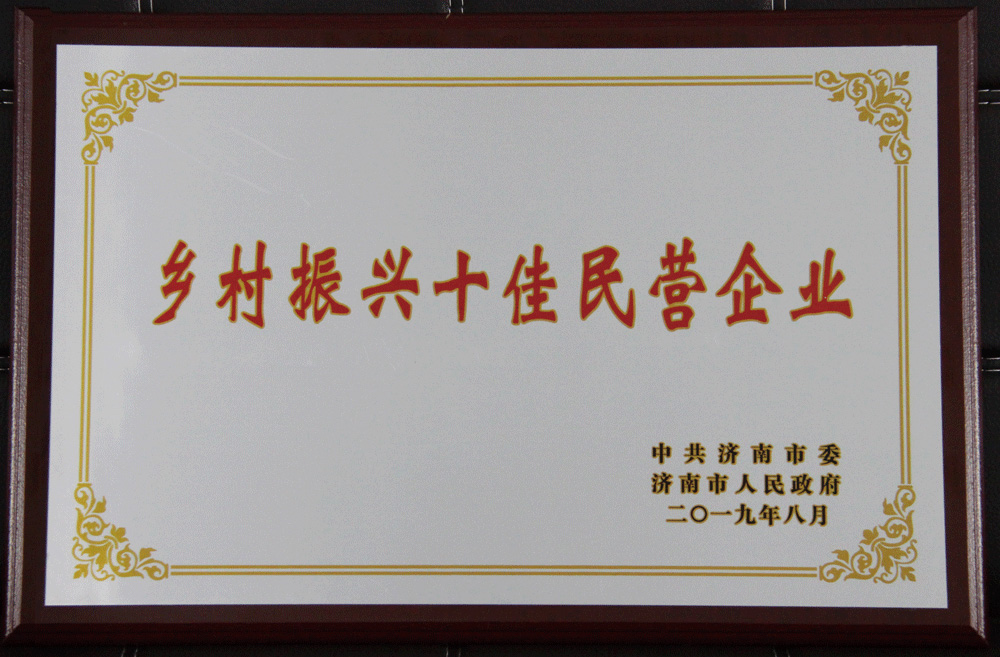 乡村振兴十佳民营企业
中共济南市委
济南市人民政府
二〇一九年八月